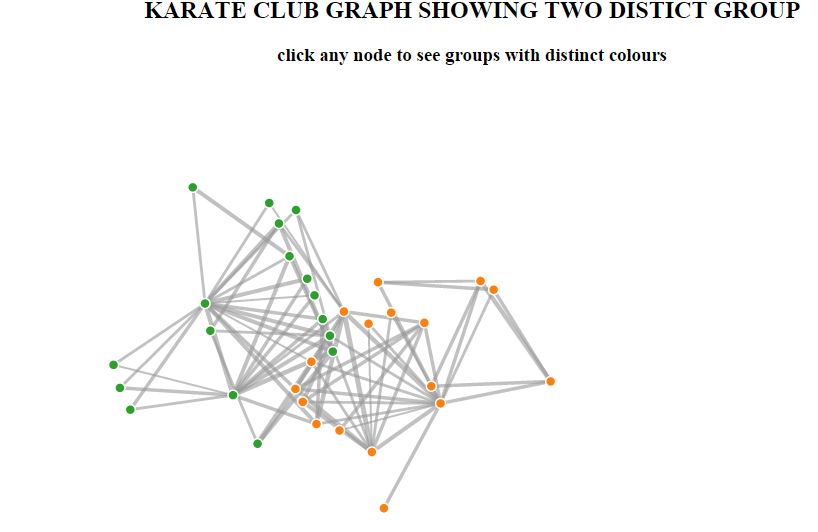 KARATE CLUB GRAPH SHOWING TWO DISTICT GROUP
click any node to see groups with distinct colours